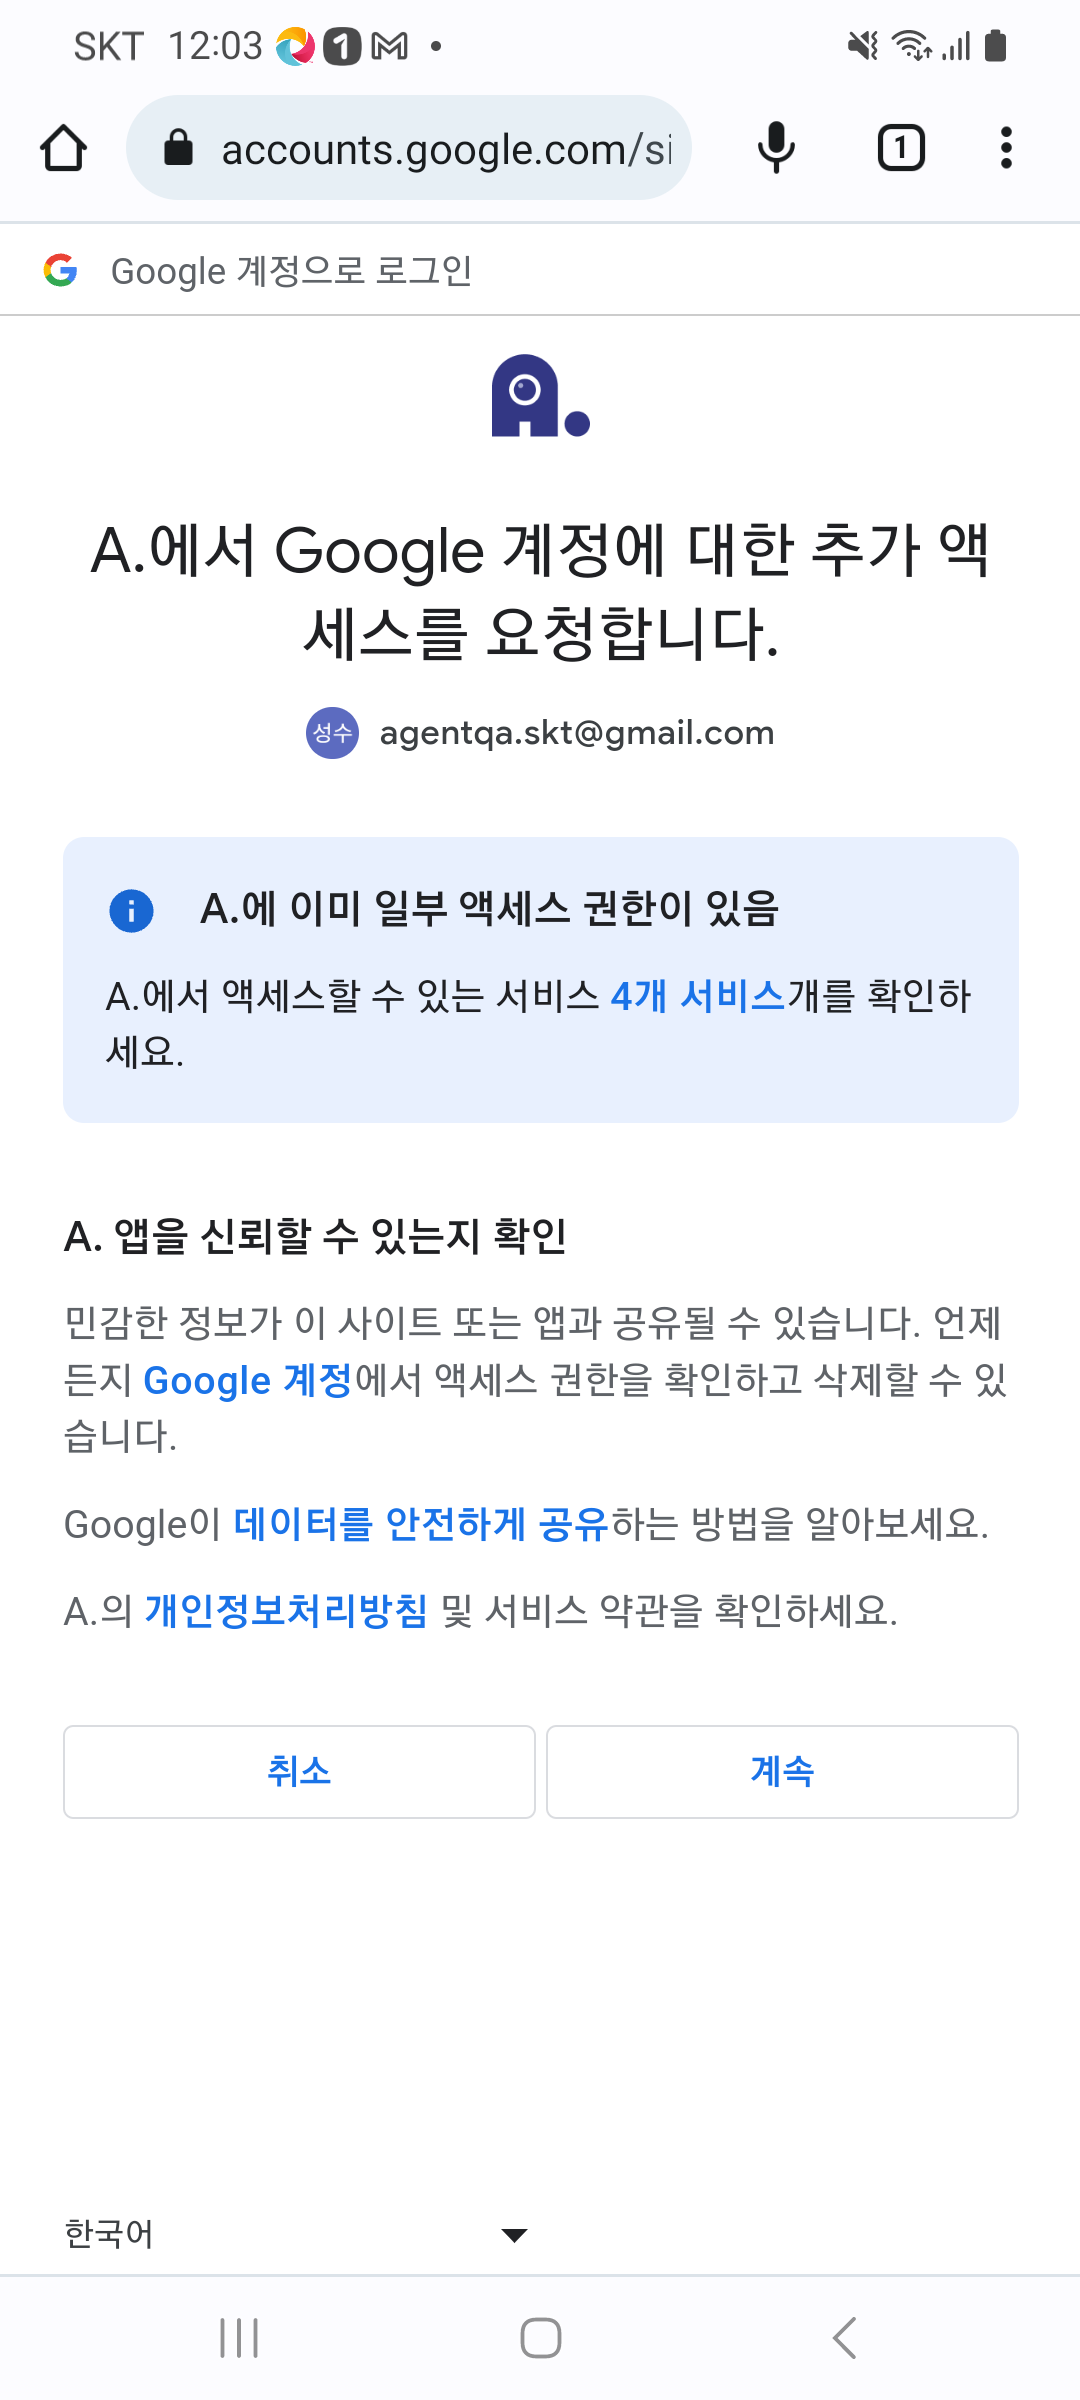 SKT 12:03
accounts.google.com/si
1
Google 계정으로 로그인
A.에서 Google 계정에 대한 추가 액
세스를 요청합니다.
성수 agentqa.skt@gmail.com
A.에 이미 일부 액세스 권한이 있음
A.에서 액세스할 수 있는 서비스 4개 서비스개를 확인하
세요.
A. 앱을 신뢰할 수 있는지 확인
민감한 정보가 이 사이트 또는 앱과 공유될 수 있습니다. 언제
든지 Google 계정에서 액세스 권한을 확인하고 삭제할 수 있
습니다.
Google이 데이터를 안전하게 공유하는 방법을 알아보세요.
A.의 개인정보처리방침 및 서비스 약관을 확인하세요.
취소
계속
한국어